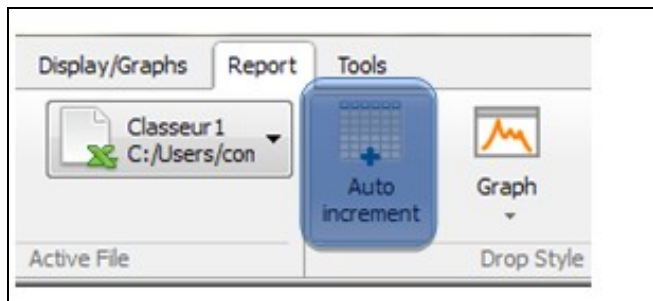 Display/Graphs Report Tools
Classeur1
C:/Users/con
Auto
increment
Graph
Active File
Drop Style